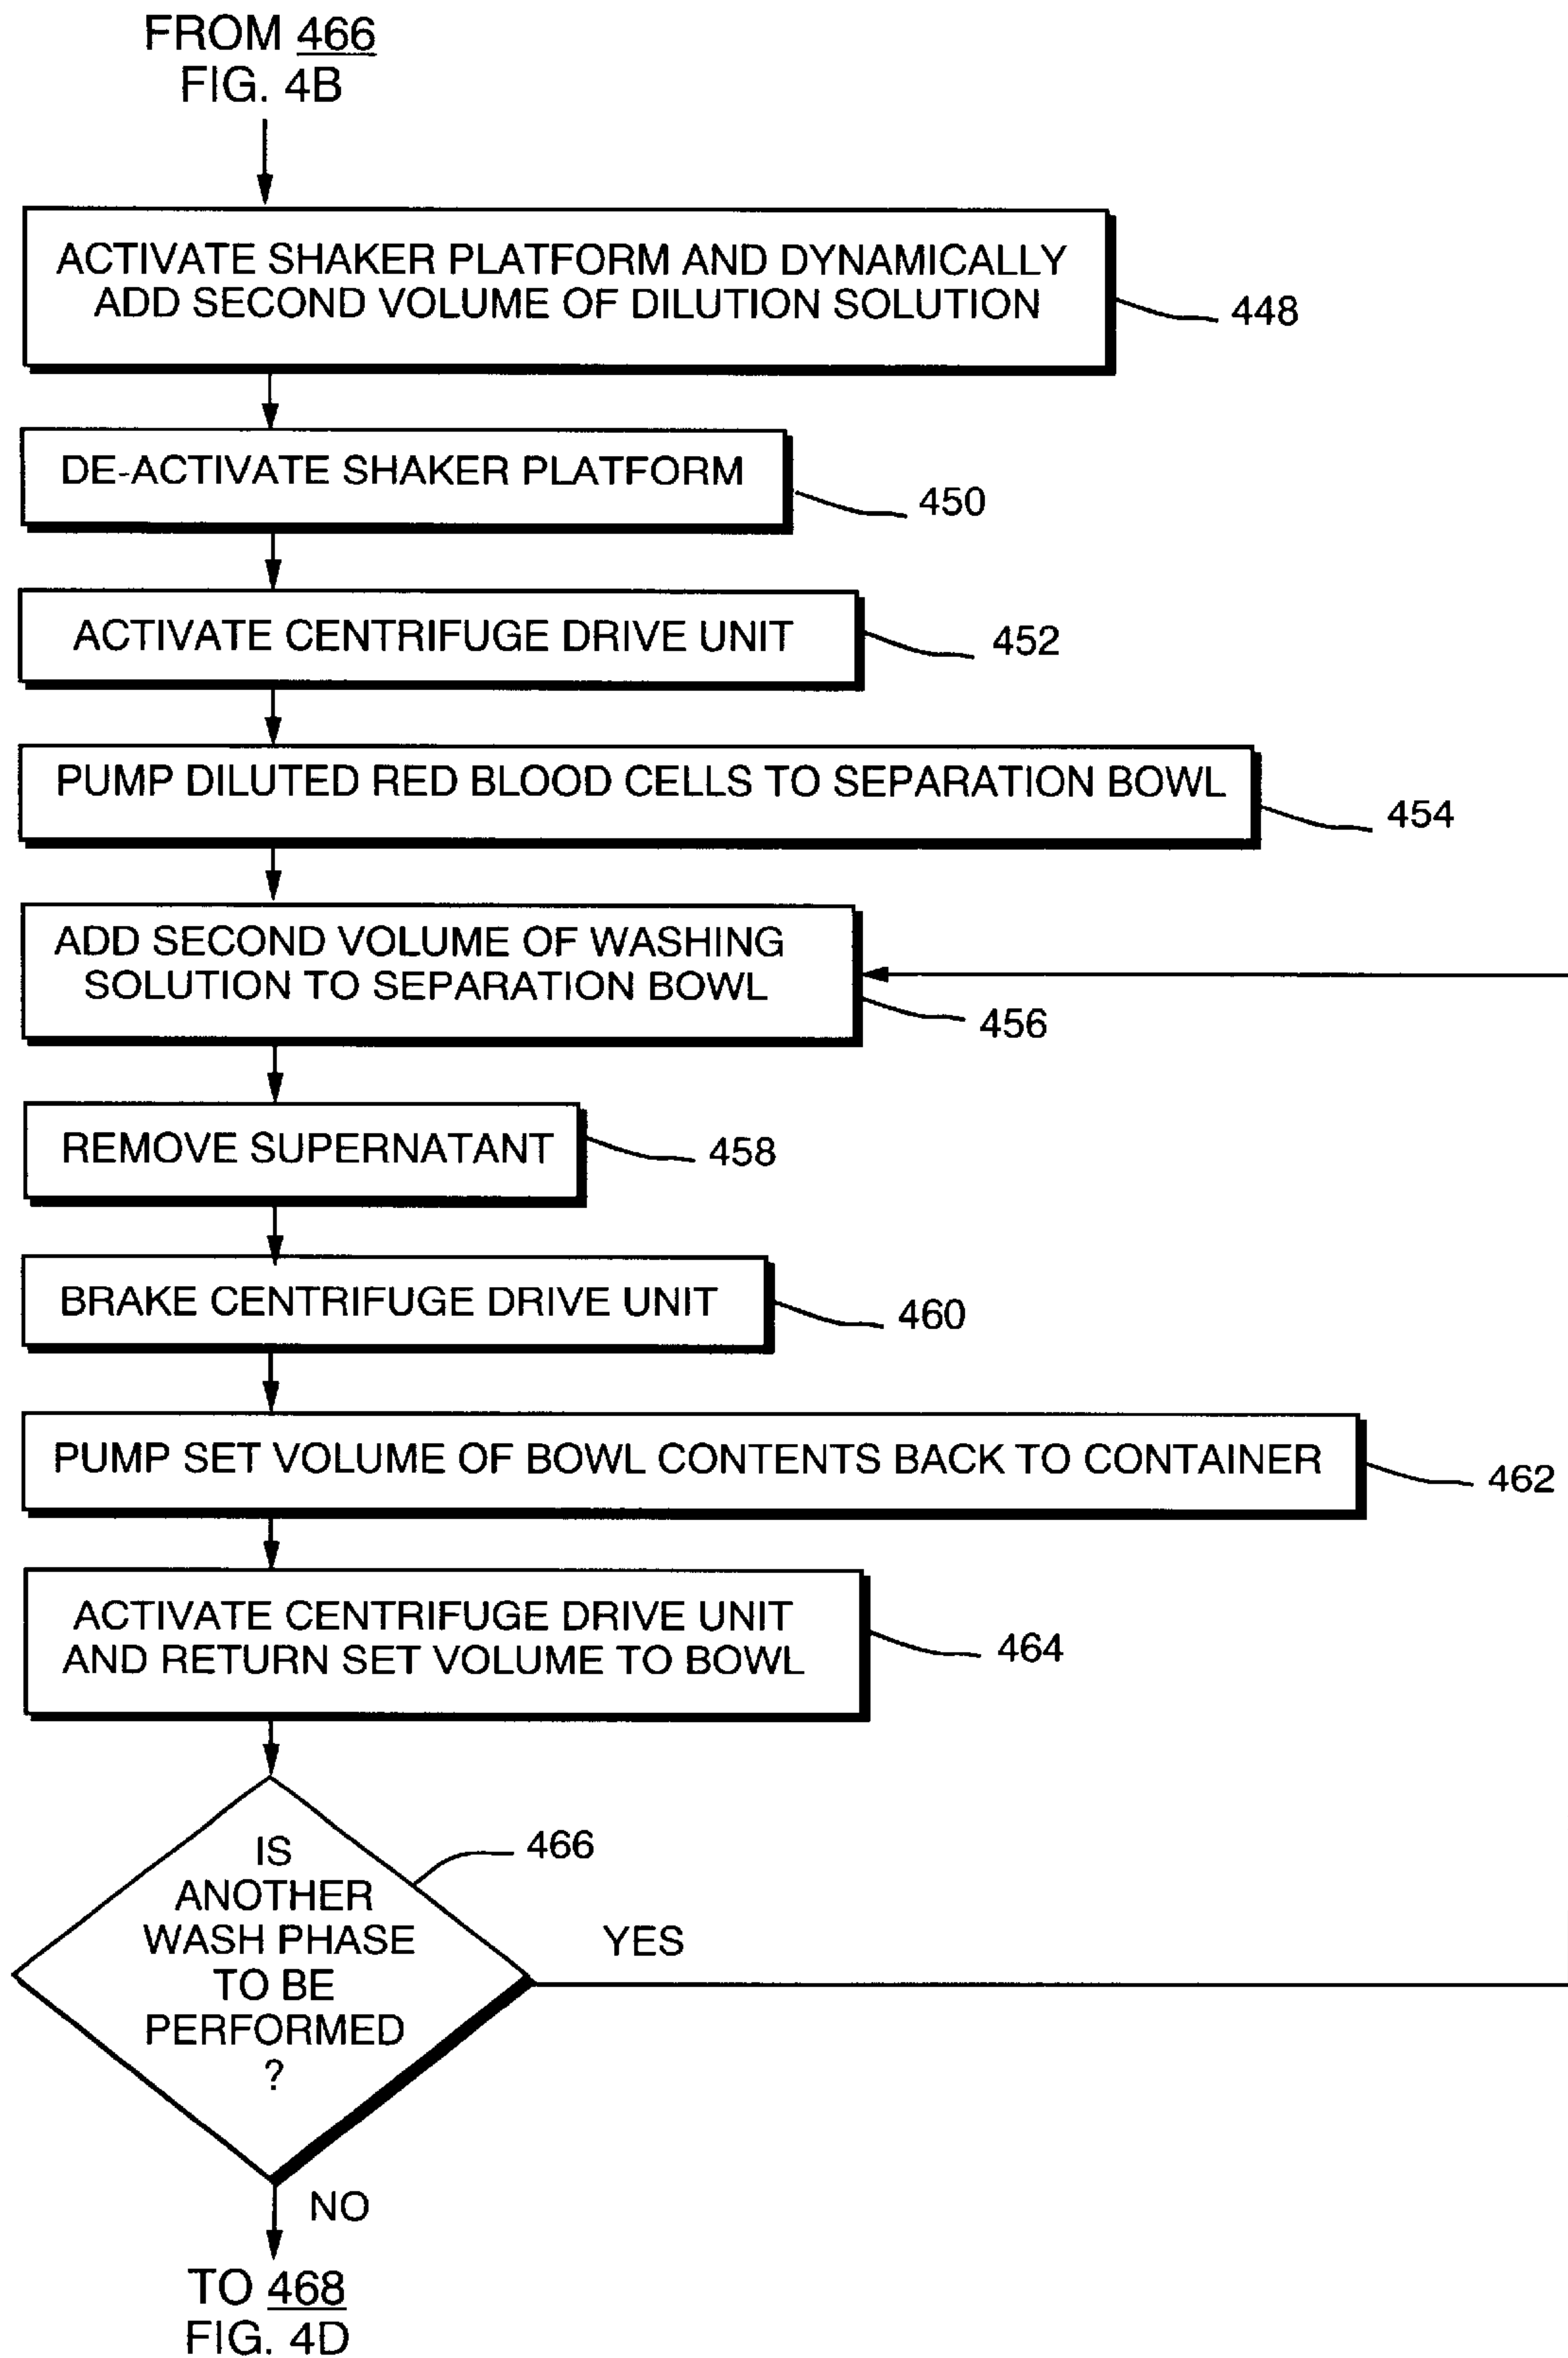 FROM 466
FIG. 4B
ACTIVATE SHAKER PLATFORM AND DYNAMICALLY
ADD SECOND VOLUME OF DILUTION SOLUTION
448
DE-ACTIVATE SHAKER PLATFORM
450
ACTIVATE CENTRIFUGE DRIVE UNIT
452
PUMP DILUTED RED BLOOD CELLS TO SEPARATION BOWL
454
ADD SECOND VOLUME OF WASHING
SOLUTION TO SEPARATION BOWL
456
REMOVE SUPERNATANT
458
BRAKE CENTRIFUGE DRIVE UNIT
460
PUMP SET VOLUME OF BOWL CONTENTS BACK TO CONTAINER
462
ACTIVATE CENTRIFUGE DRIVE UNIT
AND RETURN SET VOLUME TO BOWL
464
IS
ANOTHER
WASH PHASE
TO BE
PERFORMED
?
466
YES
NO
TO 468
FIG. 4D